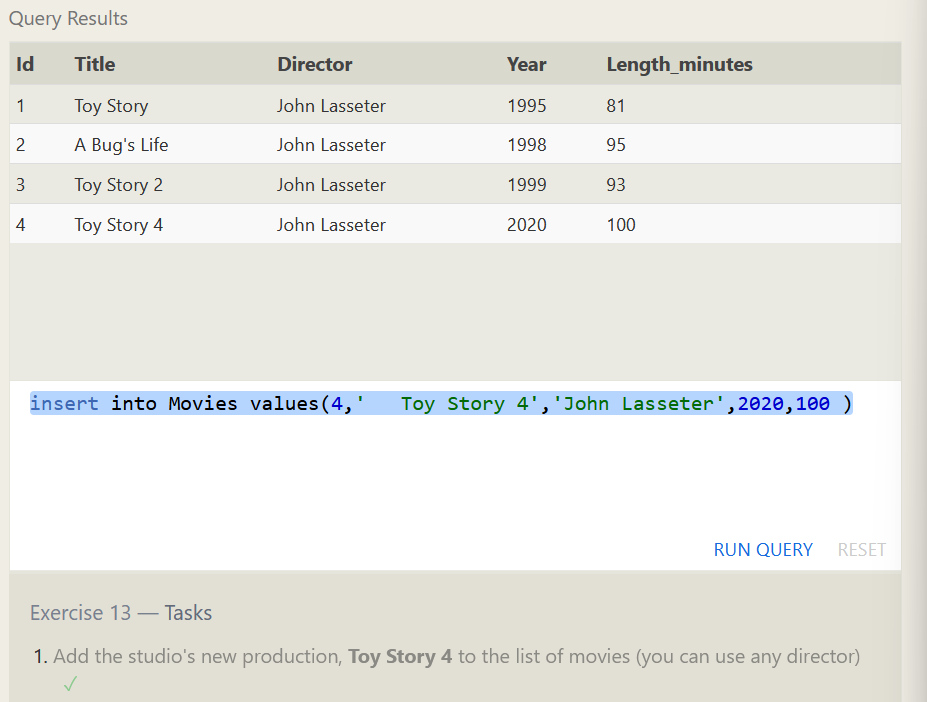 Query Results
Id Title Director Year Length_minutes
1 Toy Story John Lasseter 1995 81
2 A Bug's Life John Lasseter 1998 95
3 Toy Story 2 John Lasseter 1999 93
4 Toy Story 4 John Lasseter 2020 100
insert into Movies values(4,'   Toy Story 4','John Lasseter',2020,100 )
RUN QUERY RESET
Exercise 13 — Tasks
1. Add the studio's new production, Toy Story 4 to the list of movies (you can use any director)
✓